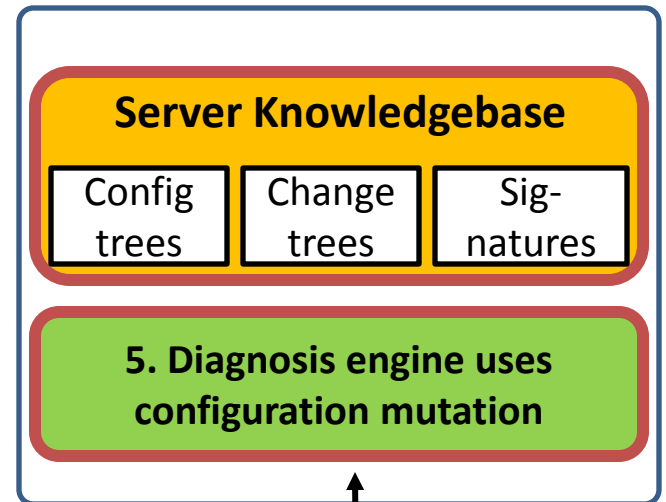 Server Knowledgebase
Config
trees
Change
trees
Sig-
natures
5. Diagnosis engine uses
configuration mutation